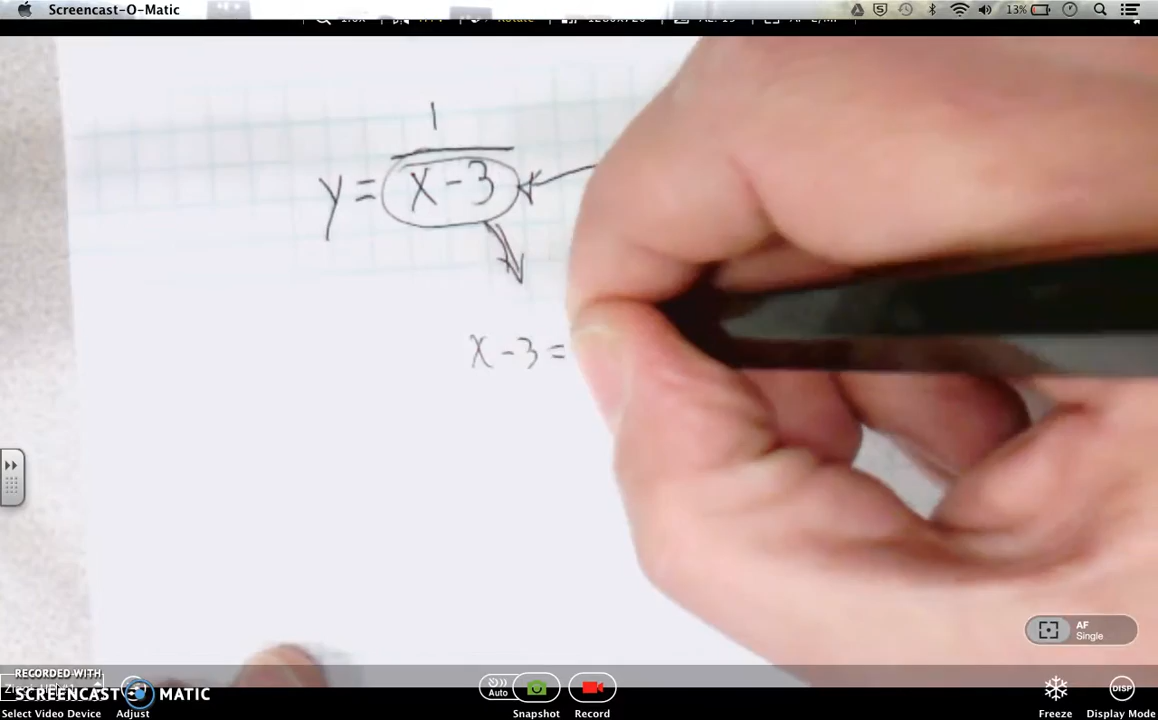 Screencast-O-Matic
13%
1
y = x - 3
x - 3 =
AF
Single
RECORDED WITH
SCREENCAST MATIC
Auto
Select Video Device
Adjust
Snapshot
Record
Freeze
DISP
Display Mode